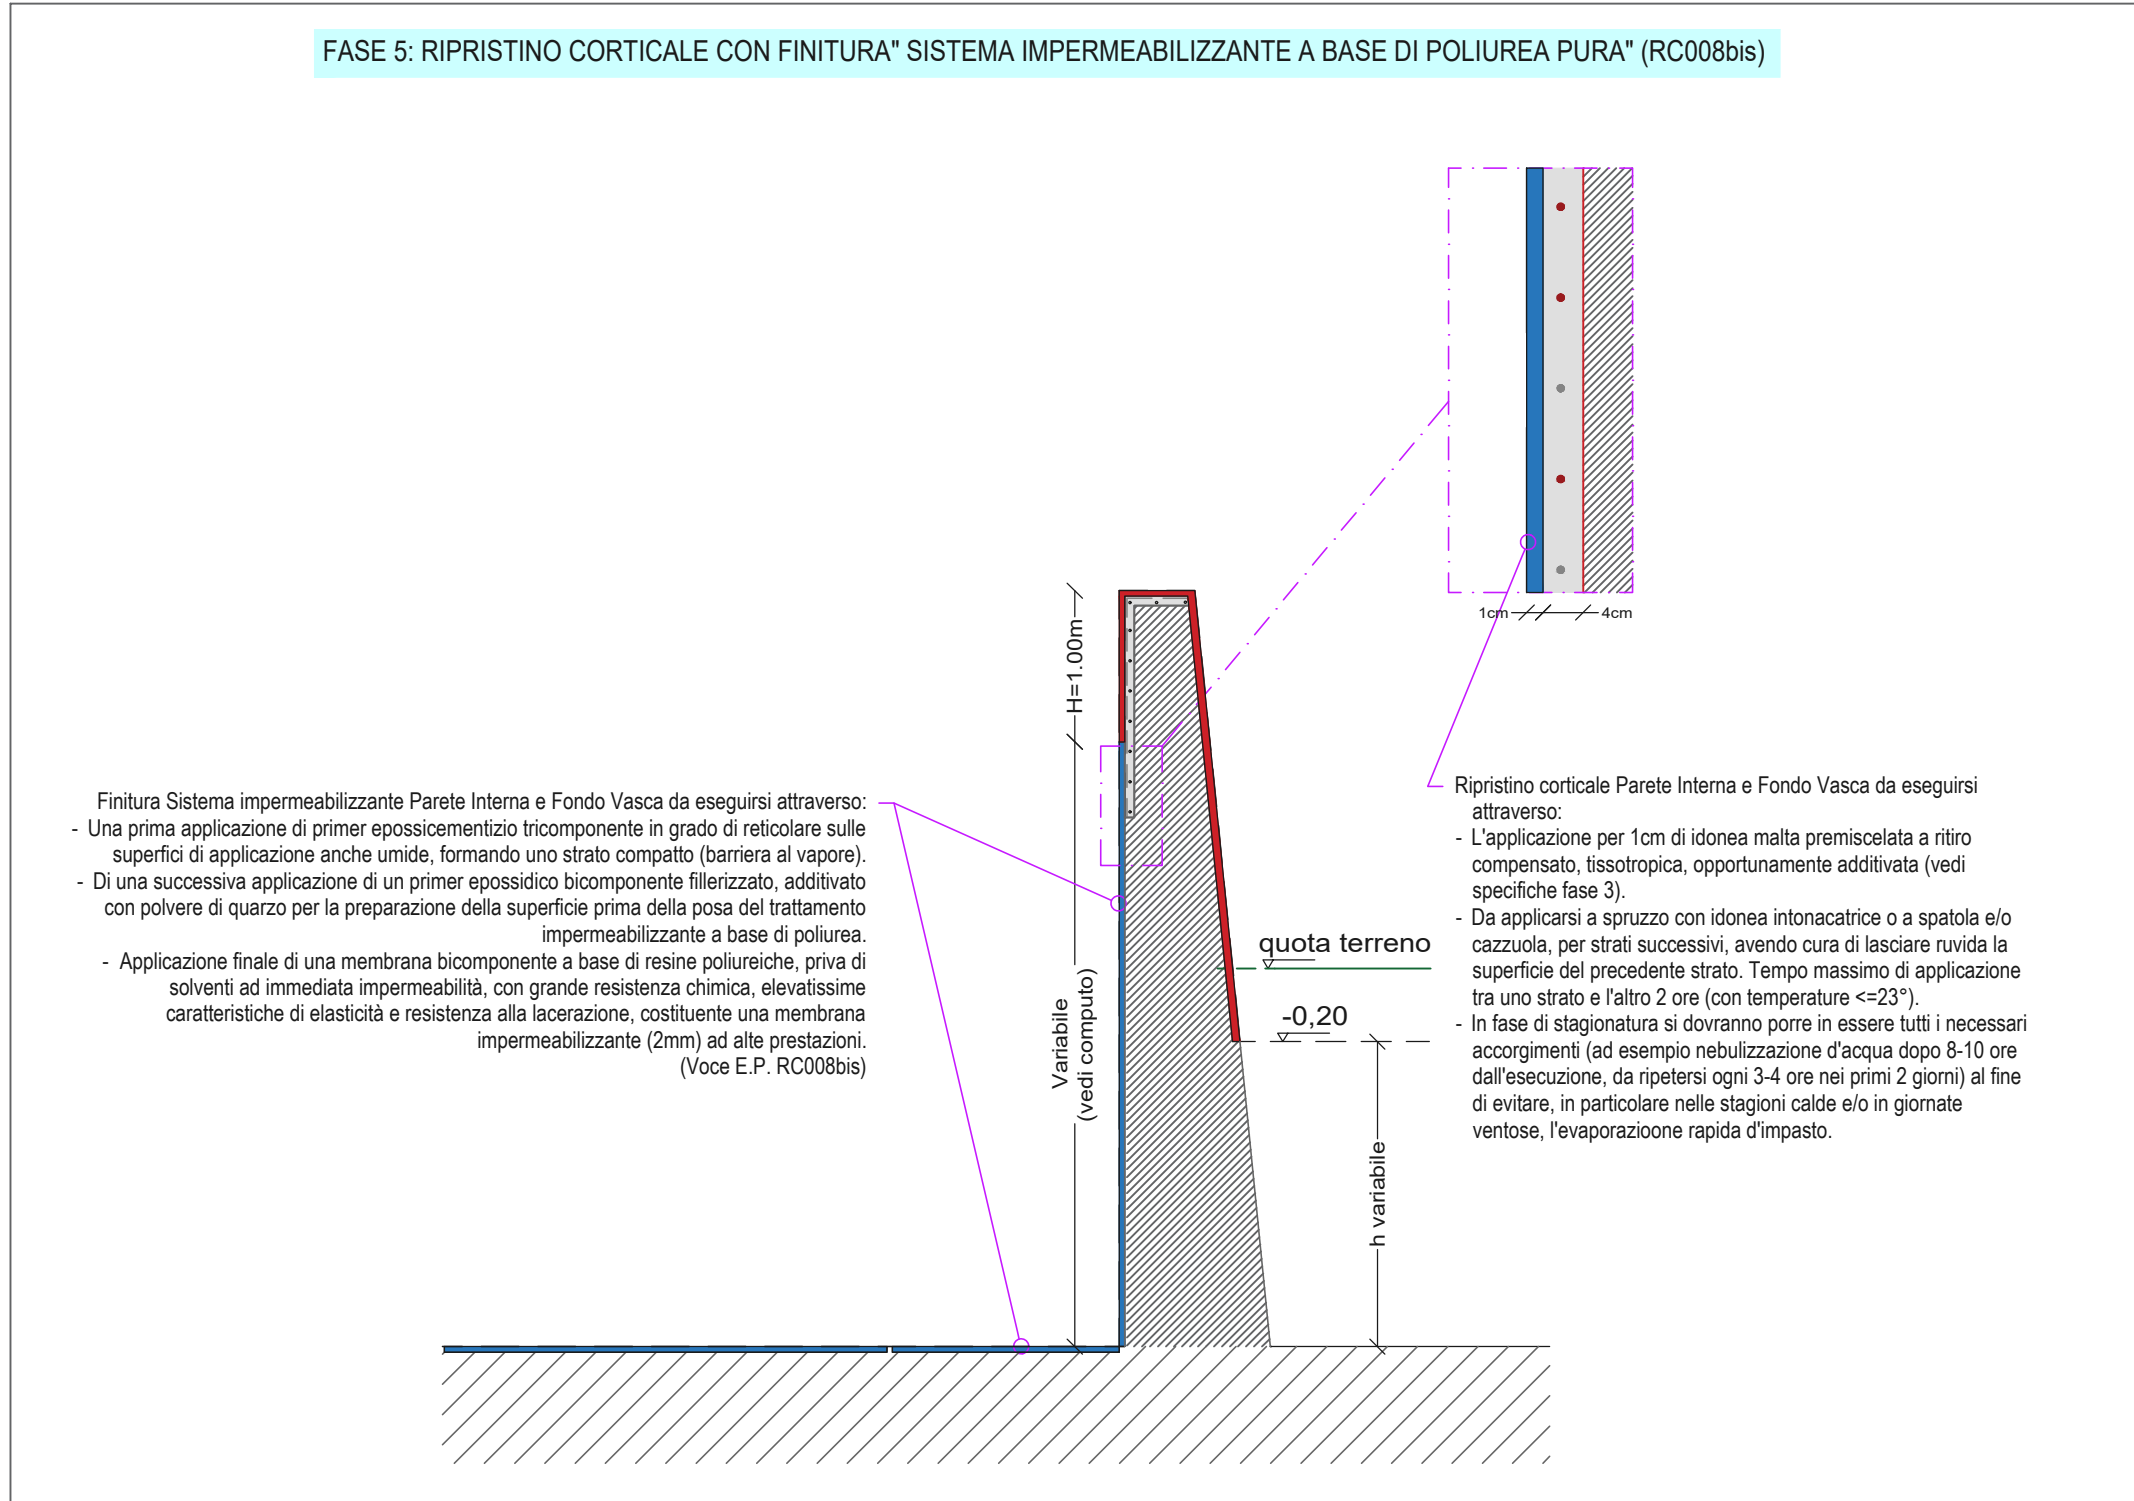 FASE 5: RIPRISTINO CORTICALE CON FINITURA" SISTEMA IMPERMEABILIZZANTE A BASE DI POLIUREA PURA" (RC008bis)
1cm
4cm
H=1.00m
Finitura Sistema impermeabilizzante Parete Interna e Fondo Vasca da eseguirsi attraverso:
- Una prima applicazione di primer epossicementizio tricomponente in grado di reticolare sulle
superfici di applicazione anche umide, formando uno strato compatto (barriera al vapore).
- Di una successiva applicazione di un primer epossidico bicomponente fillerizzato, additivato
con polvere di quarzo per la preparazione della superficie prima della posa del trattamento
impermeabilizzante a base di poliurea.
- Applicazione finale di una membrana bicomponente a base di resine poliureiche, priva di
solventi ad immediata impermeabilità, con grande resistenza chimica, elevatissime
caratteristiche di elasticità e resistenza alla lacerazione, costituente una membrana
impermeabilizzante (2mm) ad alte prestazioni.
(Voce E.P. RC008bis)
Variabile
(vedi computo)
quota terreno
-0,20
h variabile
Ripristino corticale Parete Interna e Fondo Vasca da eseguirsi
attraverso:
- L'applicazione per 1cm di idonea malta premiscelata a ritiro
compensato, tissotropica, opportunamente additivata (vedi
specifiche fase 3).
- Da applicarsi a spruzzo con idonea intonacatrice o a spatola e/o
cazzuola, per strati successivi, avendo cura di lasciare ruvida la
superficie del precedente strato. Tempo massimo di applicazione
tra uno strato e l'altro 2 ore (con temperature <=23°).
- In fase di stagionatura si dovranno porre in essere tutti i necessari
accorgimenti (ad esempio nebulizzazione d'acqua dopo 8-10 ore
dall'esecuzione, da ripetersi ogni 3-4 ore nei primi 2 giorni) al fine
di evitare, in particolare nelle stagioni calde e/o in giornate
ventose, l'evaporazioone rapida d'impasto.